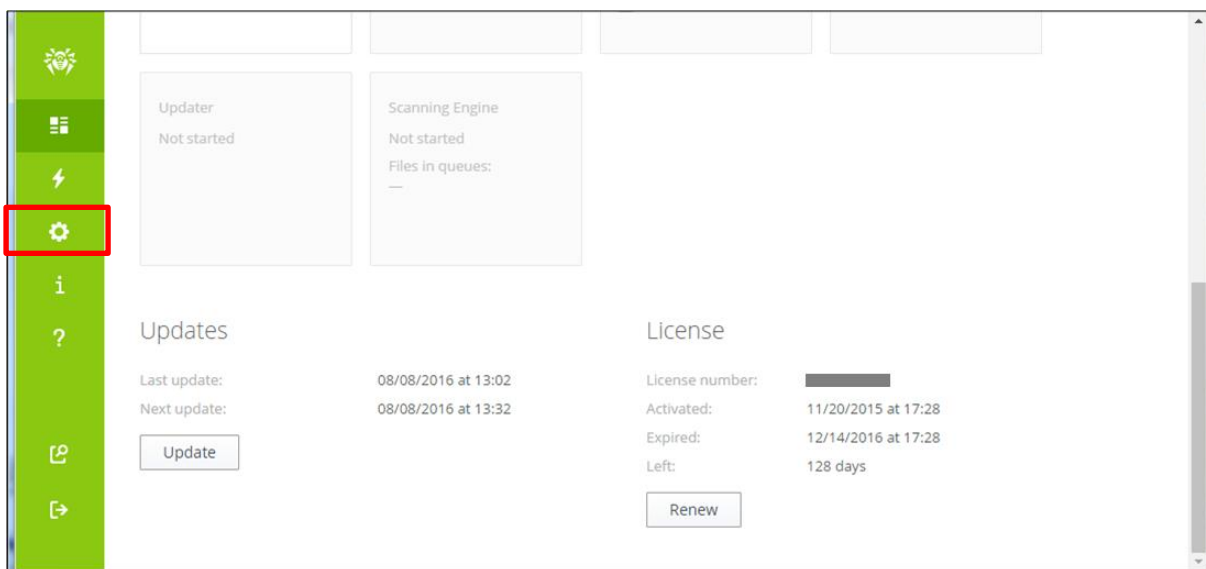 Updater
Not started
Scanning Engine
Not started
Files in queues:
—
Updates
Last update: 08/08/2016 at 13:02
Next update: 08/08/2016 at 13:32
Update
License
License number:
Activated: 11/20/2015 at 17:28
Expired: 12/14/2016 at 17:28
Left: 128 days
Renew